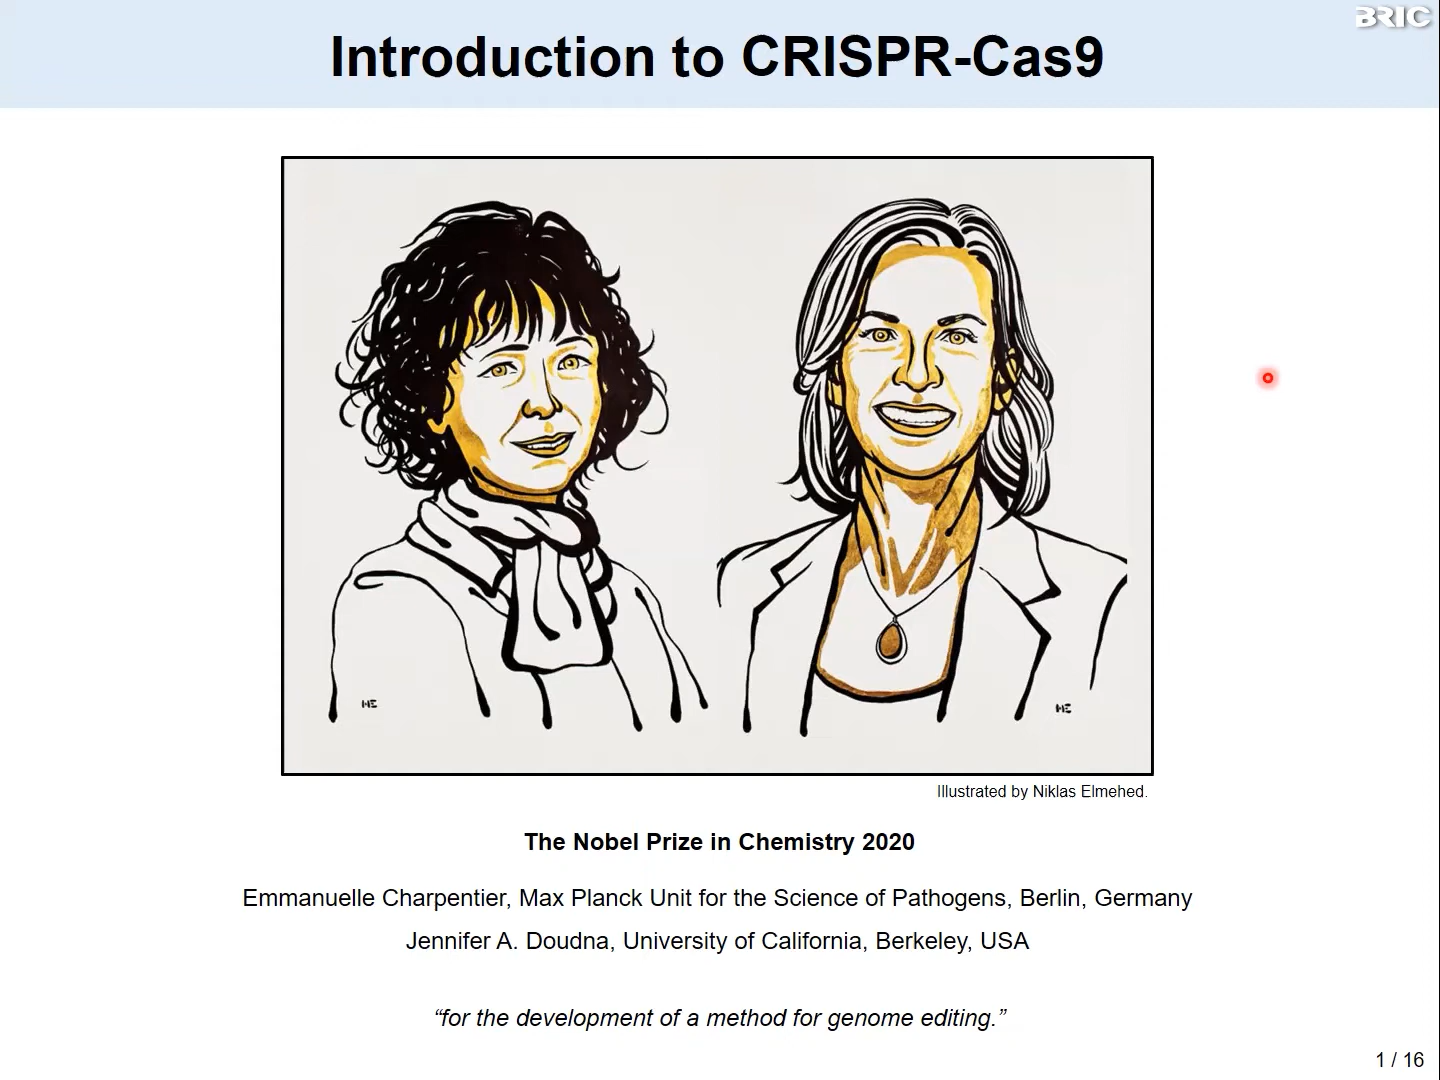 BRIC
Introduction to CRISPR-Cas9
Illustrated by Niklas Elmehed.
The Nobel Prize in Chemistry 2020
Emmanuelle Charpentier, Max Planck Unit for the Science of Pathogens, Berlin, Germany
Jennifer A. Doudna, University of California, Berkeley, USA
“for the development of a method for genome editing.”
1 / 16